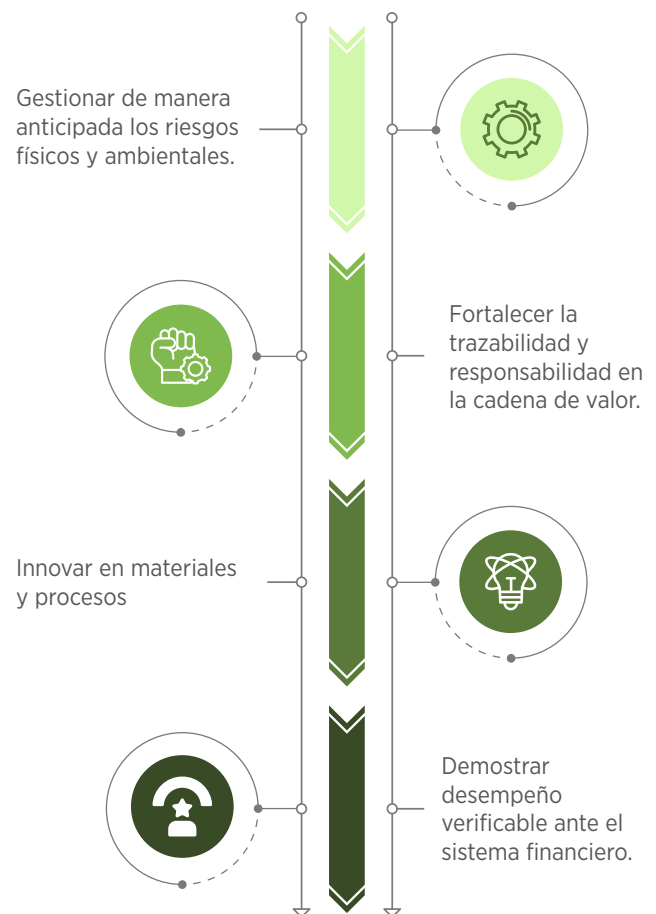 Gestionar de manera
anticipada los riesgos
físicos y ambientales.
Fortalecer la
trazabilidad y
responsabilidad en
la cadena de valor.
Innovar en materiales
y procesos
Demostrar
desempeño
verificable ante el
sistema financiero.